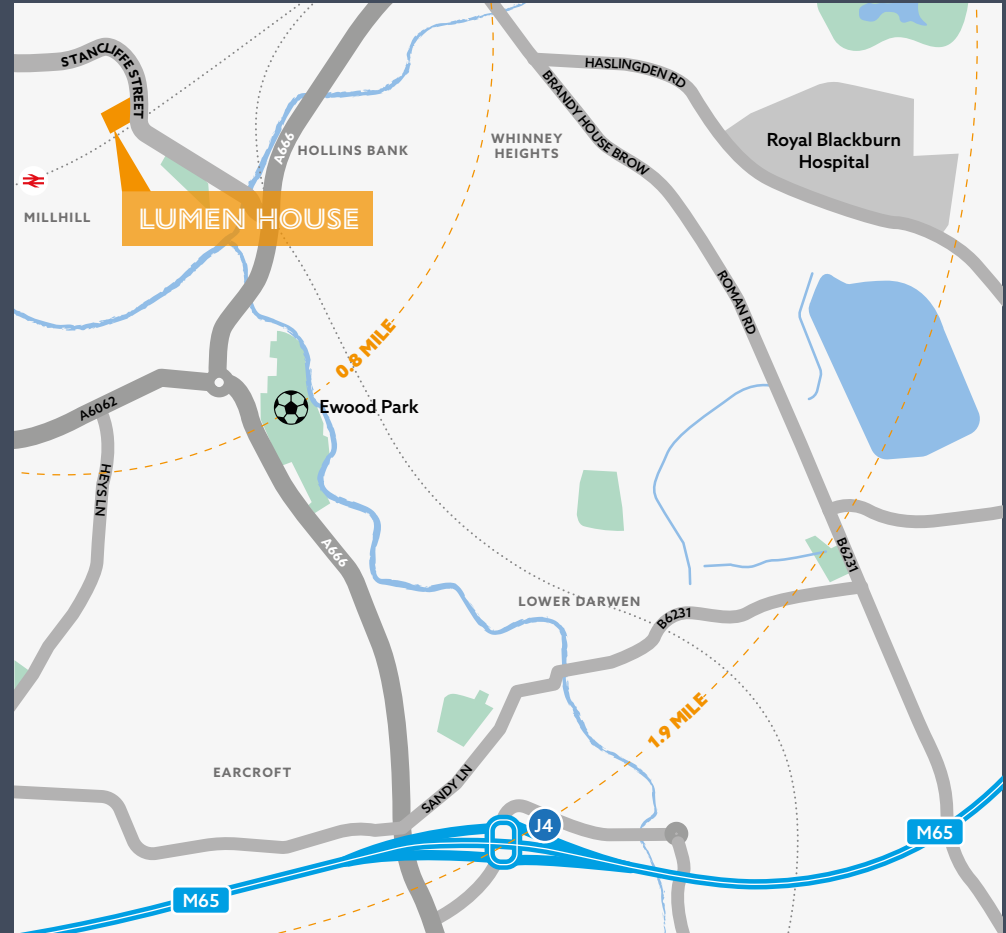 STANCLIFFE STREET
HASLINGDEN RD
BRANDY HOUSE BROW
Royal Blackburn
Hospital
A666
HOLLINS BANK
WHINNEY
HEIGHTS
MILLHILL
LUMEN HOUSE
ROMAN RD
0.8 MILE
A6062
Ewood Park
HEYS LN
A666
B6231
LOWER DARWEN
B6231
1.9 MILE
EARCROFT
SANDY LN
J4
M65
M65